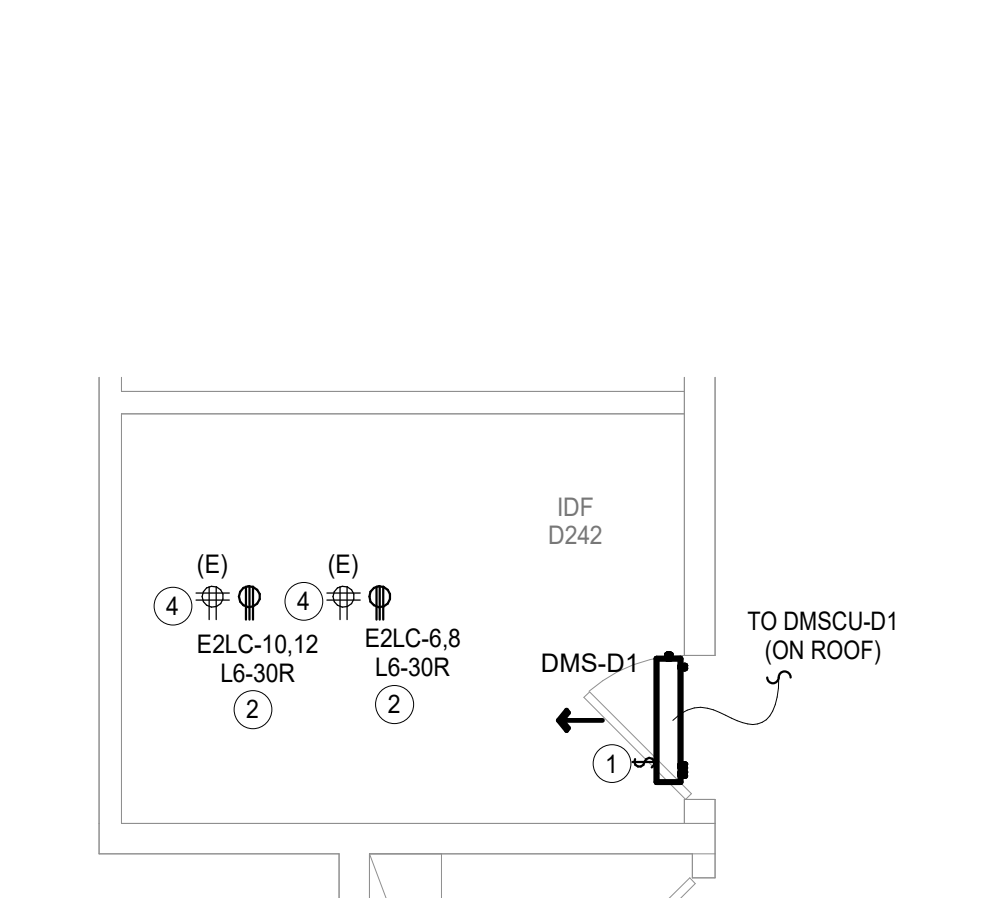 IDF
D242
(E)
(E)
4
4
E2LC-10,12
L6-30R
2
E2LC-6,8
L6-30R
2
DMS-D1
1
TO DMSCU-D1
(ON ROOF)